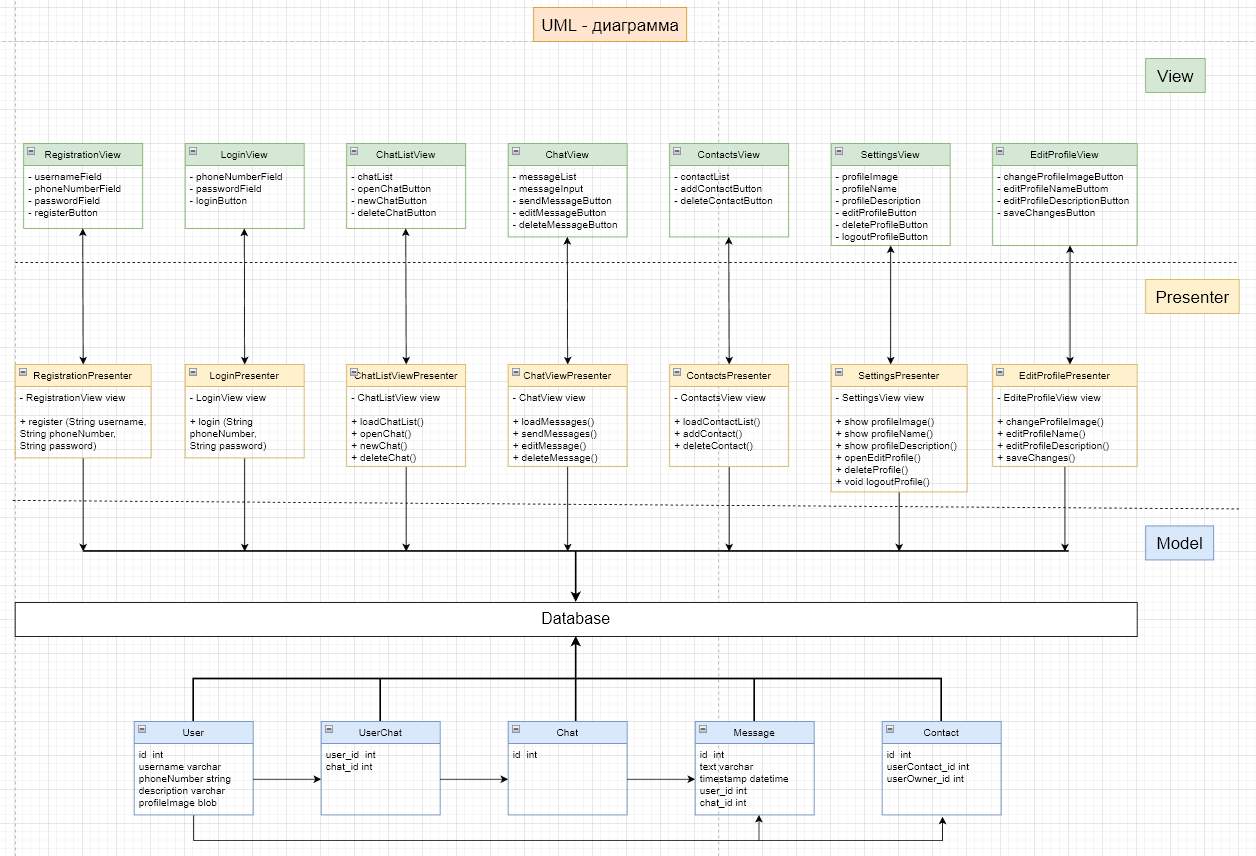 UML - диаграмма
View
RegistrationView
- usernameField
- phoneNumberField
- passwordField
- registerButton
LoginView
- phoneNumberField
- passwordField
- loginButton
ChatListView
- chatList
- openChatButton
- newChatButton
- deleteChatButton
ChatView
- messageList
- messageInput
- sendMessageButton
- editMessageButton
- deleteMessageButton
ContactsView
- contactList
- addContactButton
- deleteContactButton
SettingsView
- profileImage
- profileName
- profileDescription
- editProfileButton
- deleteProfileButton
- logoutProfileButton
EditProfileView
- changeProfileImageButton
- editProfileNameButtom
- editProfileDescriptionButton
- saveChangesButton
Presenter
RegistrationPresenter
- RegistrationView view
+ register (String username,
String phoneNumber,
String password)
LoginPresenter
- LoginView view
+ login (String
phoneNumber,
String password)
ChatListViewPresenter
- ChatListView view
+ loadChatList()
+ openChat()
+ newChat()
+ deleteChat()
ChatViewPresenter
- ChatView view
+ loadMessages()
+ sendMessages()
+ editMessage()
+ deleteMessage()
ContactsPresenter
- ContactsView view
+ loadContactList()
+ addContact()
+ deleteContact()
SettingsPresenter
- SettingsView view
+ show profileImage()
+ show profileName()
+ show profileDescription()
+ openEditProfile()
+ deleteProfile()
+ void logoutProfile()
EditProfilePresenter
- EditeProfileView view
+ changeProfileImage()
+ editProfileName()
+ editProfileDescription()
+ saveChanges()
Model
Database
User
id int
username varchar
phoneNumber string
description varchar
profileImage blob
UserChat
user_id int
chat_id int
Chat
id int
Message
id int
text varchar
timestamp datetime
user_id int
chat_id int
Contact
id int
userContact_id int
userOwner_id int